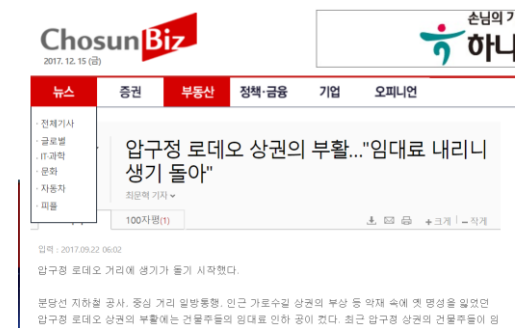 ChosunBiz
2017. 12. 15 (금)
손님의 기
하나
뉴스 증권 부동산 정책·금융 기업 오피니언
· 전체기사
· 글로벌
· IT·과학
· 문화
· 자동차
· 피플
압구정 로데오 상권의 부활..."임대료 내리니
생기 돌아"
최문혁 기자
100자평(1)
+크게 –작게
입력 : 2017.09.22 06:02
압구정 로데오 거리에 생기가 돌기 시작했다.
분당선 지하철 공사, 중심 거리 일방통행, 인근 가로수길 상권의 부상 등 악재 속에 옛 명성을 잃었던
압구정 로데오 상권의 부활에는 건물주들의 임대료 인하 공이 컸다. 최근 압구정 상권의 건물주들이 임